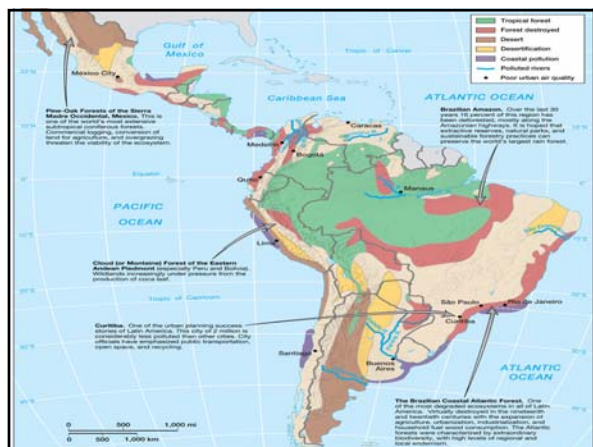 Tropical forest
Forest destroyed
Desert
Desertification
Coastal pollution
Polluted rivers
Poor urban air quality
Gulf of
Mexico
Tropic of Cancer
Mexico City
Pine-Oak Forests of the Sierra
Madre Occidental, Mexico. This is
one of the world's most extensive
subtropical coniferous forests.
Commercial logging, conversion of
land for agriculture, and overgrazing
threaten the viability of the ecosystem.
Caribbean Sea
ATLANTIC OCEAN
Brazilian Amazon. Over the last 30
years 16 percent of this region has
been deforested, mostly along the
Amazonian highways. It is hoped that
extractive reserves, natural parks, and
sustainable forestry practices can
preserve the world's largest rain forest.
Caracas
Medellín
Bogotá
Equator
Quito
Manaus
PACIFIC
OCEAN
Lima
Cloud (or Montane) Forest of the Eastern
Andean Piedmont (especially Peru and Bolivia).
Wildlands increasingly under pressure from the
production of coca leaf.
Tropic of Capricorn
São Paulo
Rio de Janeiro
Curitiba
Curitiba. One of the urban planning success
stories of Latin America. This city of 2 million is
considerably less polluted than other cities. City
officials have emphasized public transportation,
open space, and recycling.
Santiago
Buenos
Aires
ATLANTIC
OCEAN
The Brazilian Coastal Atlantic Forest. One
of the most degraded ecosystems in all of Latin
America. Virtually destroyed in the nineteenth
and twentieth centuries with the expansion of
agriculture, urbanization, industrialization, and
household fuel wood consumption. The Atlantic
forests were characterized by extraordinary
biodiversity, with high levels of regional and
local endemism.
0 500 1,000 mi
0 500 1,000 km